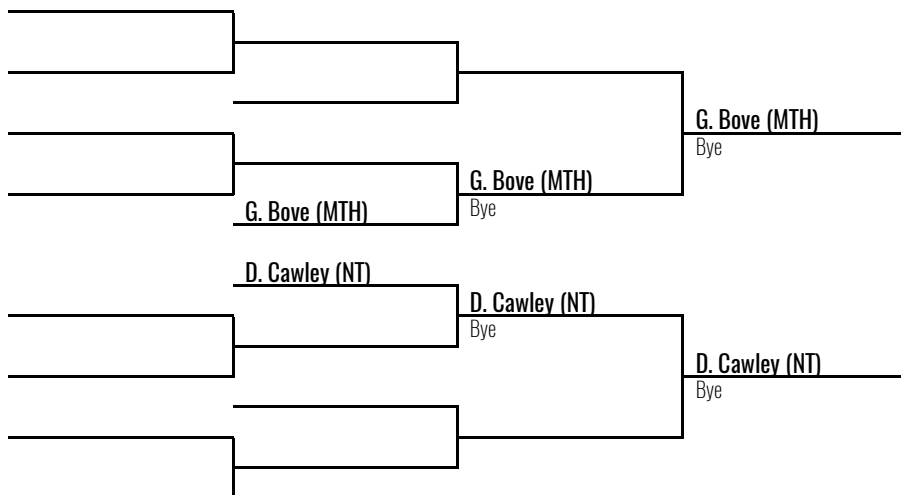 G. Bove (MTH)
Bye
G. Bove (MTH)
Bye
G. Bove (MTH)
D. Cawley (NT)
D. Cawley (NT)
Bye
D. Cawley (NT)
Bye